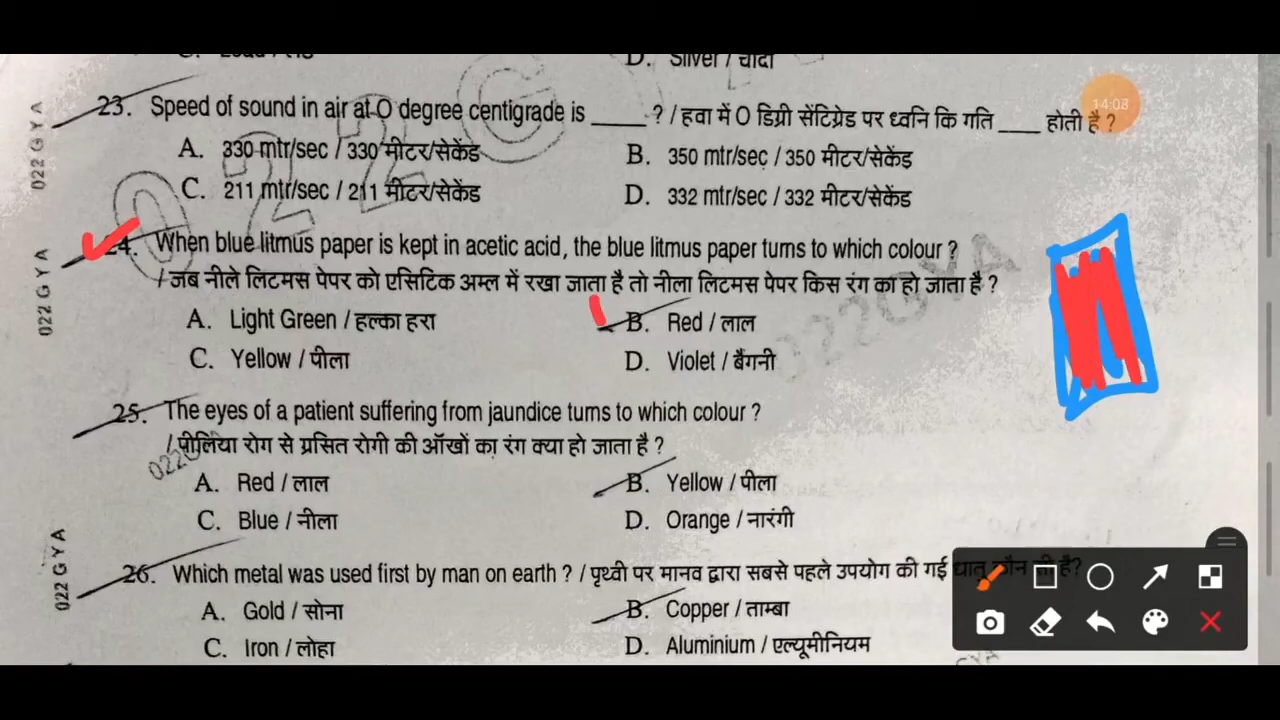 D. Silver / चांदी
14:08
23. Speed of sound in air at O degree centigrade is ____ ? / हवा में O डिग्री सेंटिग्रेड पर ध्वनि कि गति ____ होती है ?
A. 330 mtr/sec / 330 मीटर/सेकेंड B. 350 mtr/sec / 350 मीटर/सेकेंड
C. 211 mtr/sec / 211 मीटर/सेकेंड D. 332 mtr/sec / 332 मीटर/सेकेंड
24. When blue litmus paper is kept in acetic acid, the blue litmus paper turns to which colour ?
/ जब नीले लिटमस पेपर को एसिटिक अम्ल में रखा जाता है तो नीला लिटमस पेपर किस रंग का हो जाता है ?
A. Light Green / हल्का हरा B. Red / लाल
C. Yellow / पीला D. Violet / बैंगनी
25. The eyes of a patient suffering from jaundice turns to which colour ?
/ पीलिया रोग से ग्रसित रोगी की आँखों का रंग क्या हो जाता है ?
A. Red / लाल B. Yellow / पीला
C. Blue / नीला D. Orange / नारंगी
26. Which metal was used first by man on earth ? / पृथ्वी पर मानव द्वारा सबसे पहले उपयोग की गई धातु कौन सी है?
A. Gold / सोना B. Copper / ताम्बा
C. Iron / लोहा D. Aluminium / एल्यूमीनियम
022 G Y A
022 G Y A
022 G Y A
022GYA